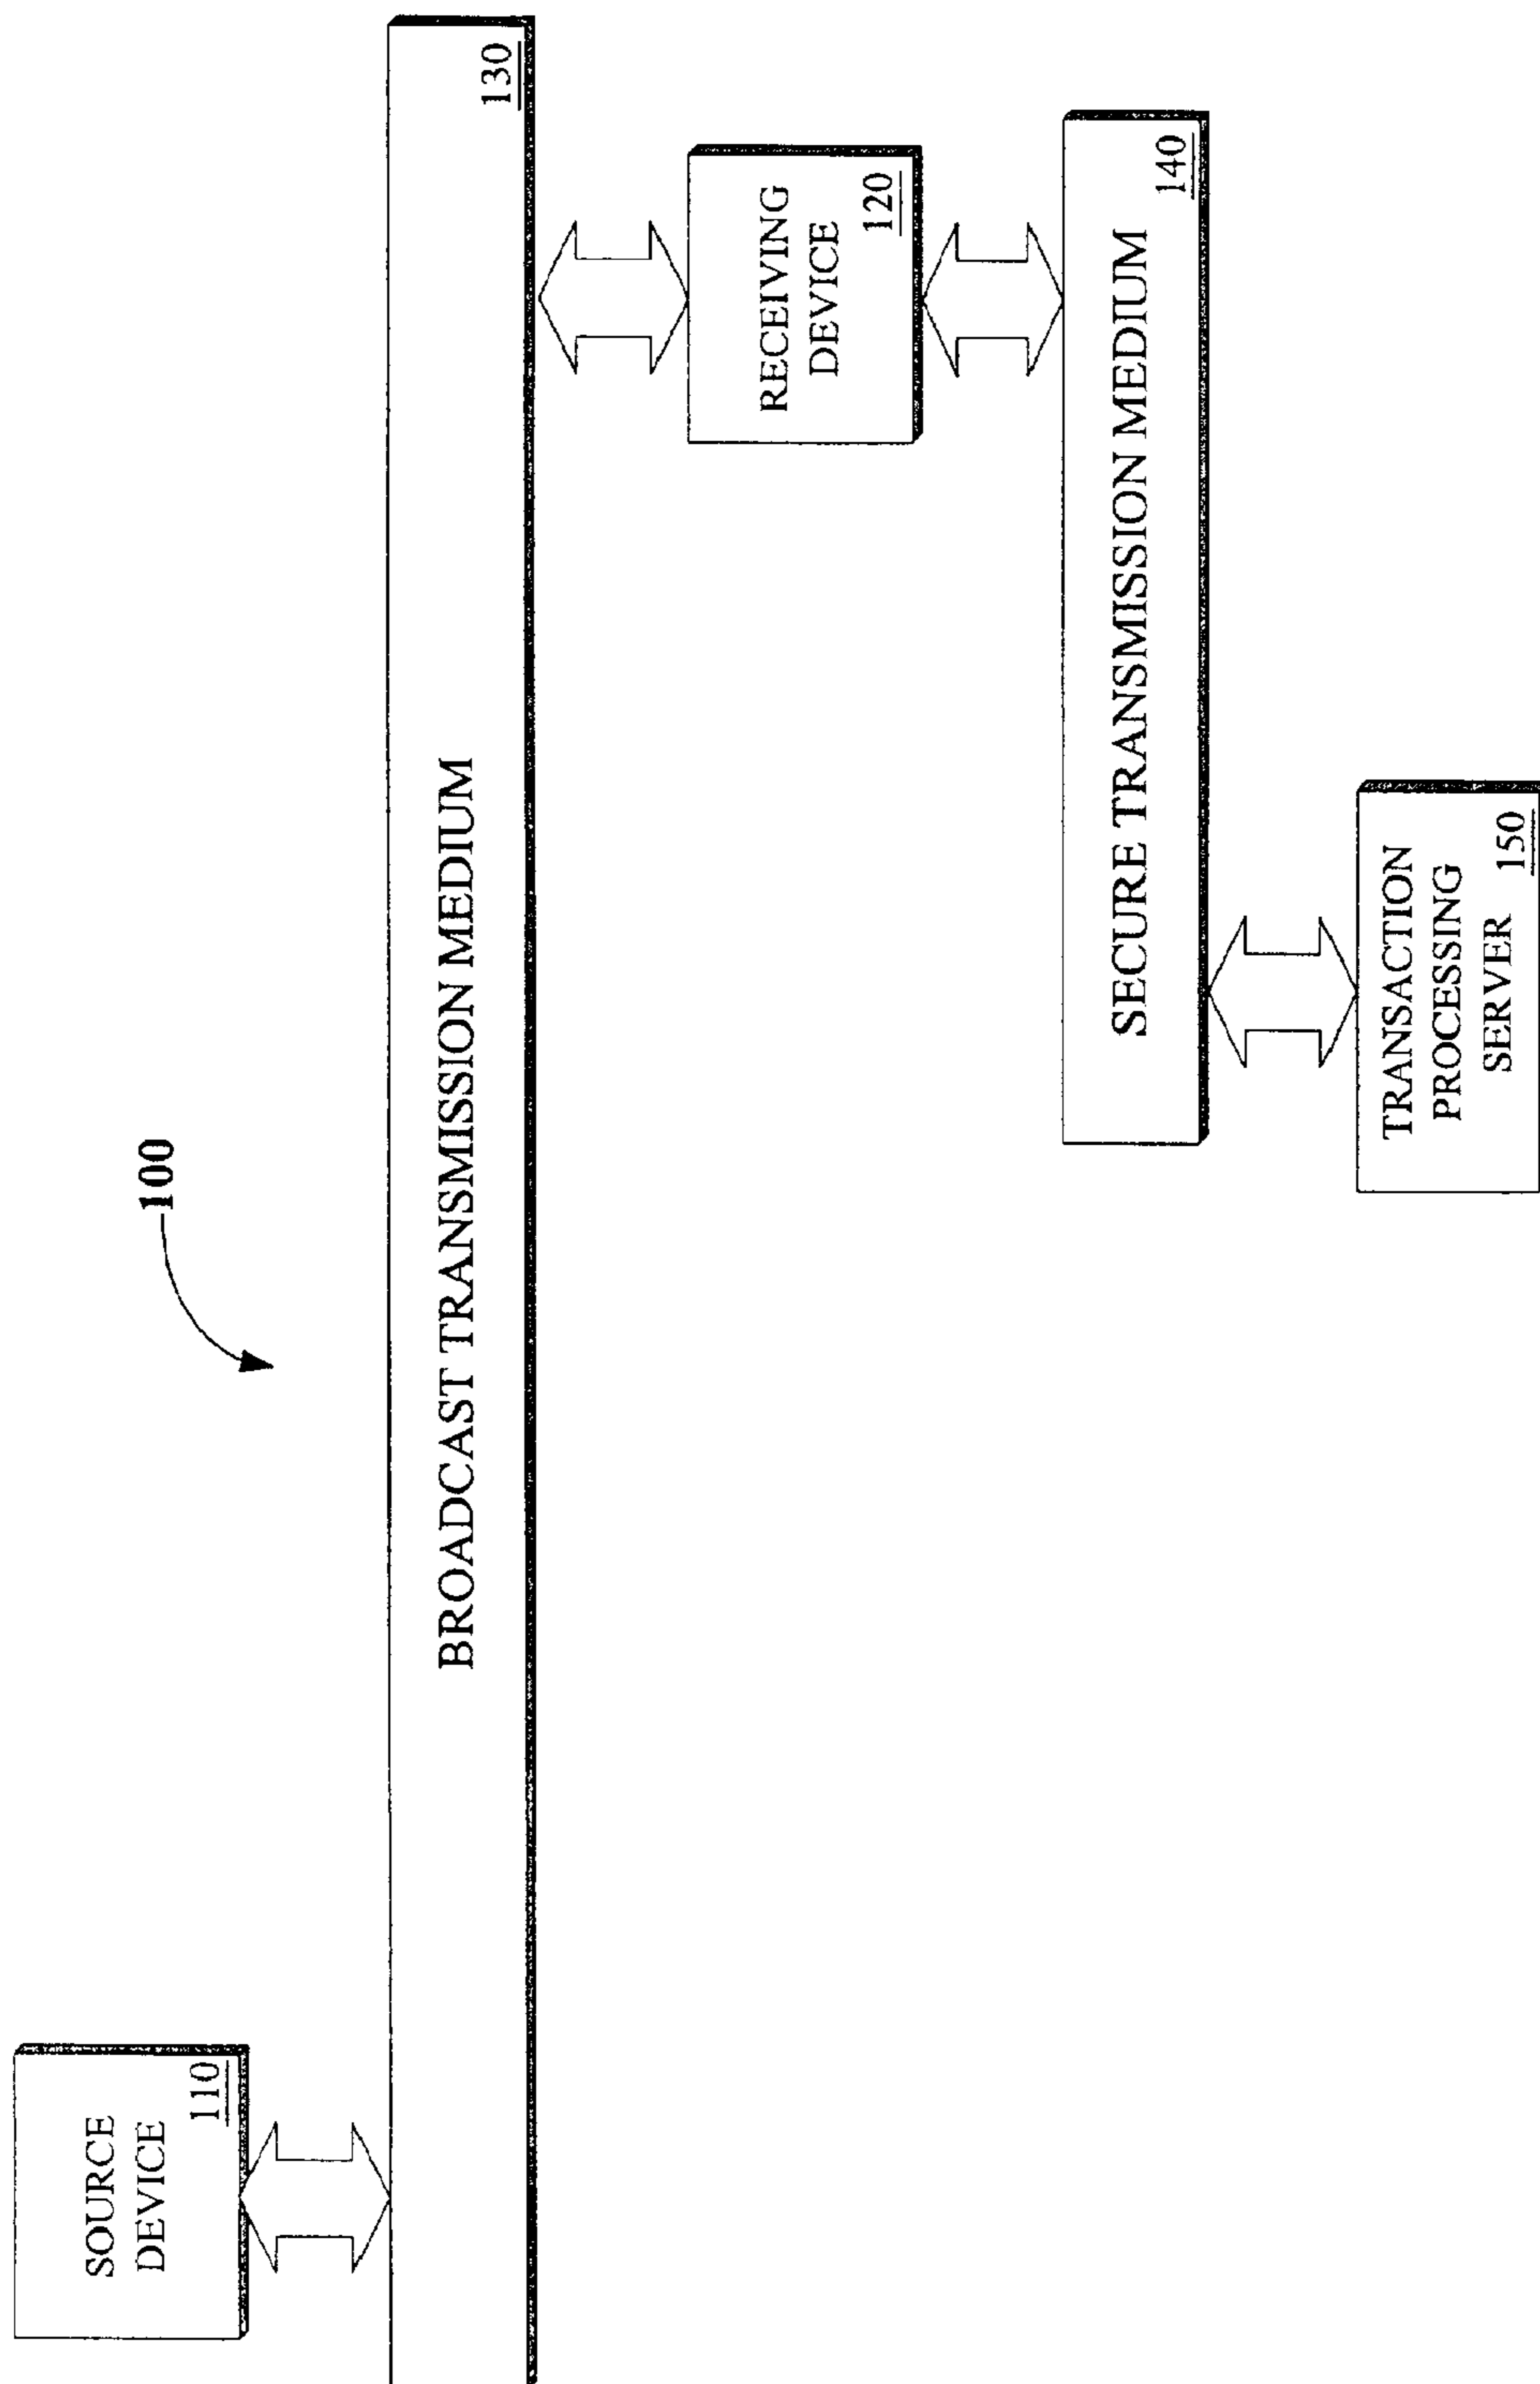 100
SOURCE
DEVICE
110
BROADCAST TRANSMISSION MEDIUM
130
RECEIVING
DEVICE
120
SECURE TRANSMISSION MEDIUM
140
TRANSACTION
PROCESSING
SERVER 150